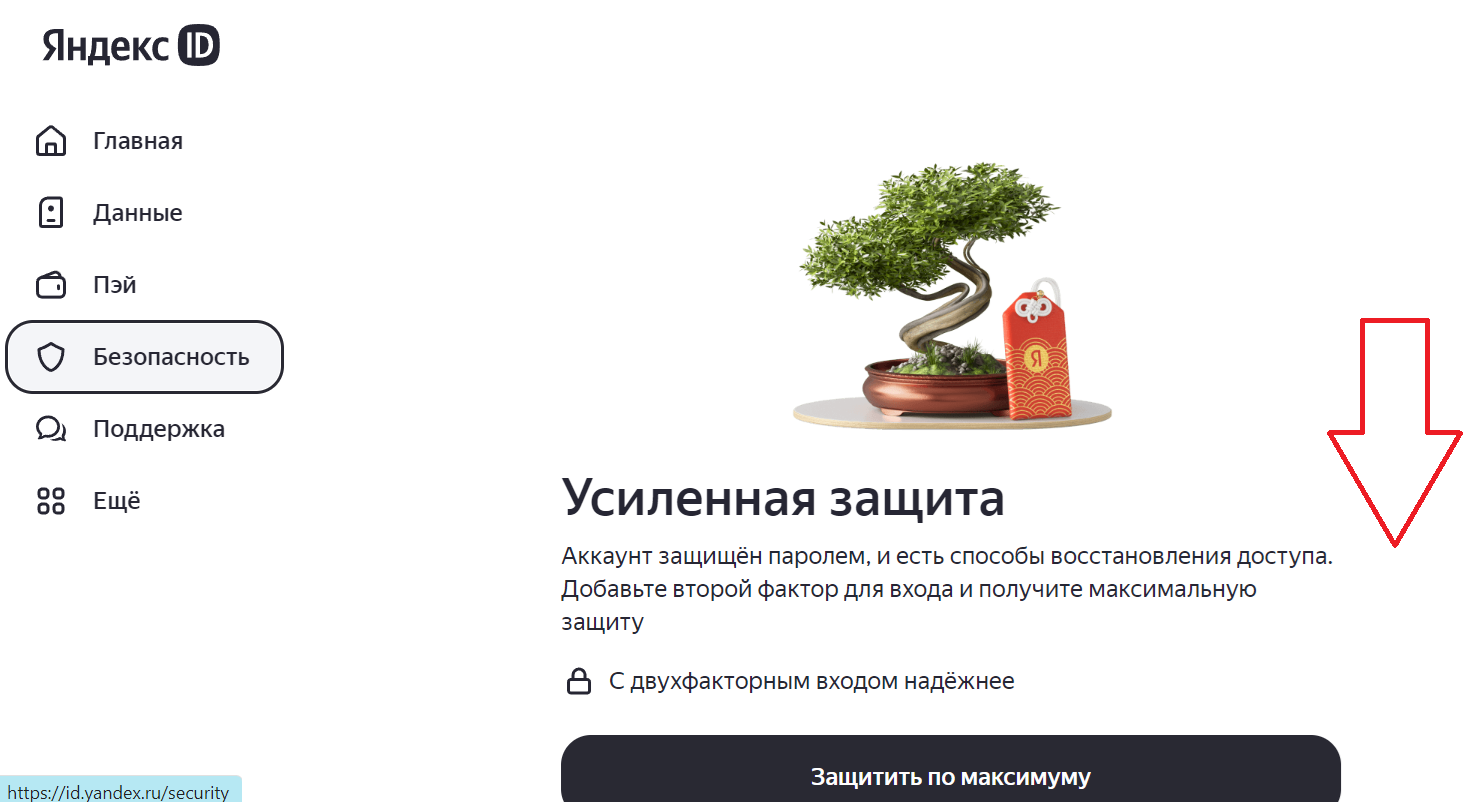 Яндекс ID
Главная
Данные
Пэй
Безопасность
Поддержка
Ещё
Я
Усиленная защита
Аккаунт защищён паролем, и есть способы восстановления доступа.
Добавьте второй фактор для входа и получите максимальную
защиту
С двухфакторным входом надёжнее
Защитить по максимуму
https://id.yandex.ru/security